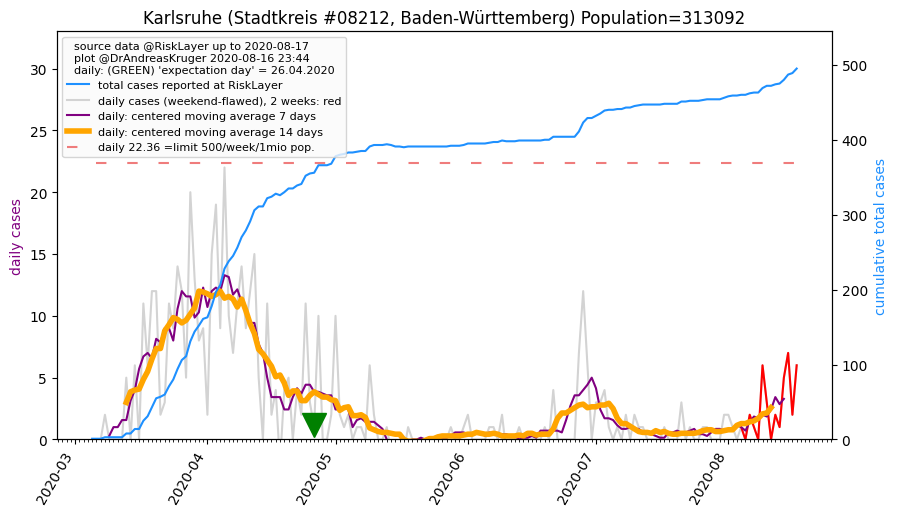 Karlsruhe (Stadtkreis #08212, Baden-Württemberg) Population=313092
source data @RiskLayer up to 2020-08-17
plot @DrAndreasKruger 2020-08-16 23:44
daily: (GREEN) 'expectation day' = 26.04.2020
total cases reported at RiskLayer
daily cases (weekend-flawed), 2 weeks: red
daily: centered moving average 7 days
daily: centered moving average 14 days
daily 22.36 =limit 500/week/1mio pop.
daily cases
30
25
20
15
10
5
0
cumulative total cases
500
400
300
200
100
0
2020-03
2020-04
2020-05
2020-06
2020-07
2020-08